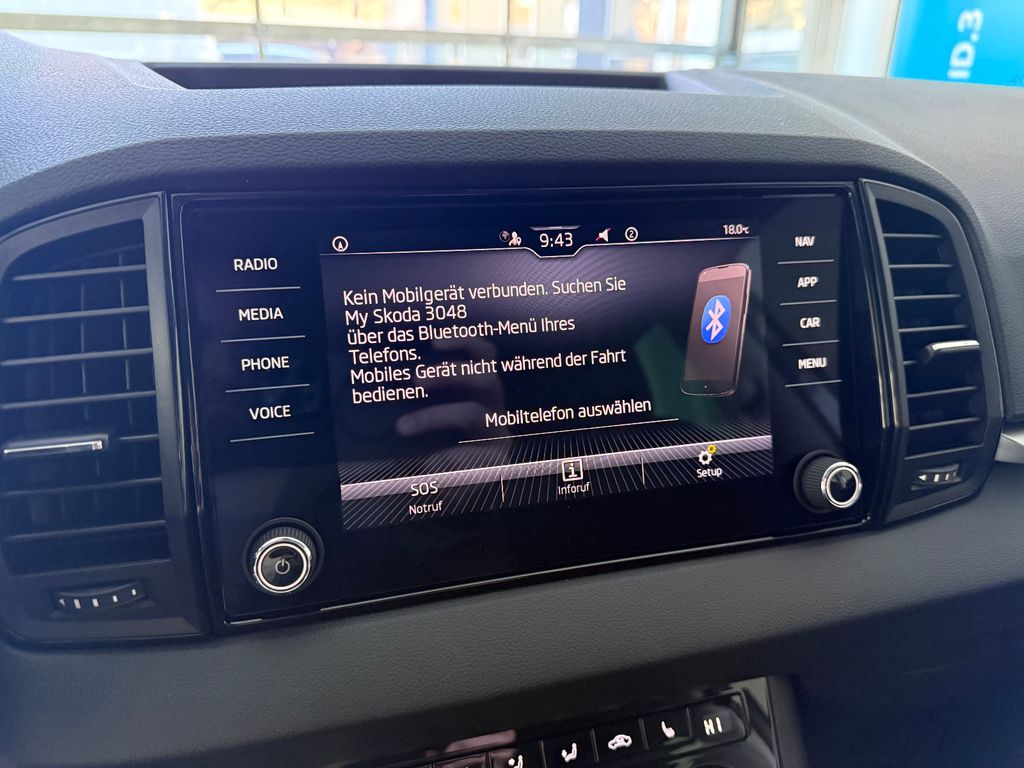 ID.3
RADIO
MEDIA
PHONE
VOICE
9:43
2
18.0°C
Kein Mobilgerät verbunden. Suchen Sie
My Skoda 3048
über das Bluetooth-Menü Ihres
Telefons.
Mobiles Gerät nicht während der Fahrt
bedienen.
Mobiltelefon auswählen
SOS
Notruf
i
Inforuf
Setup
NAV
APP
CAR
MENU
HI